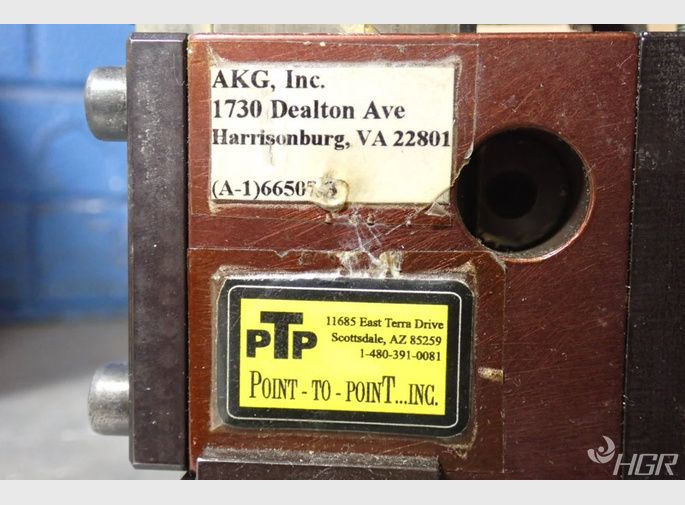 AKG, Inc.
1730 Dealton Ave
Harrisonburg, VA 22801
PTP
11685 East Terra Drive
Scottsdale, AZ 85259
1-480-391-0081
POINT - TO - POINT...INC.
HGR